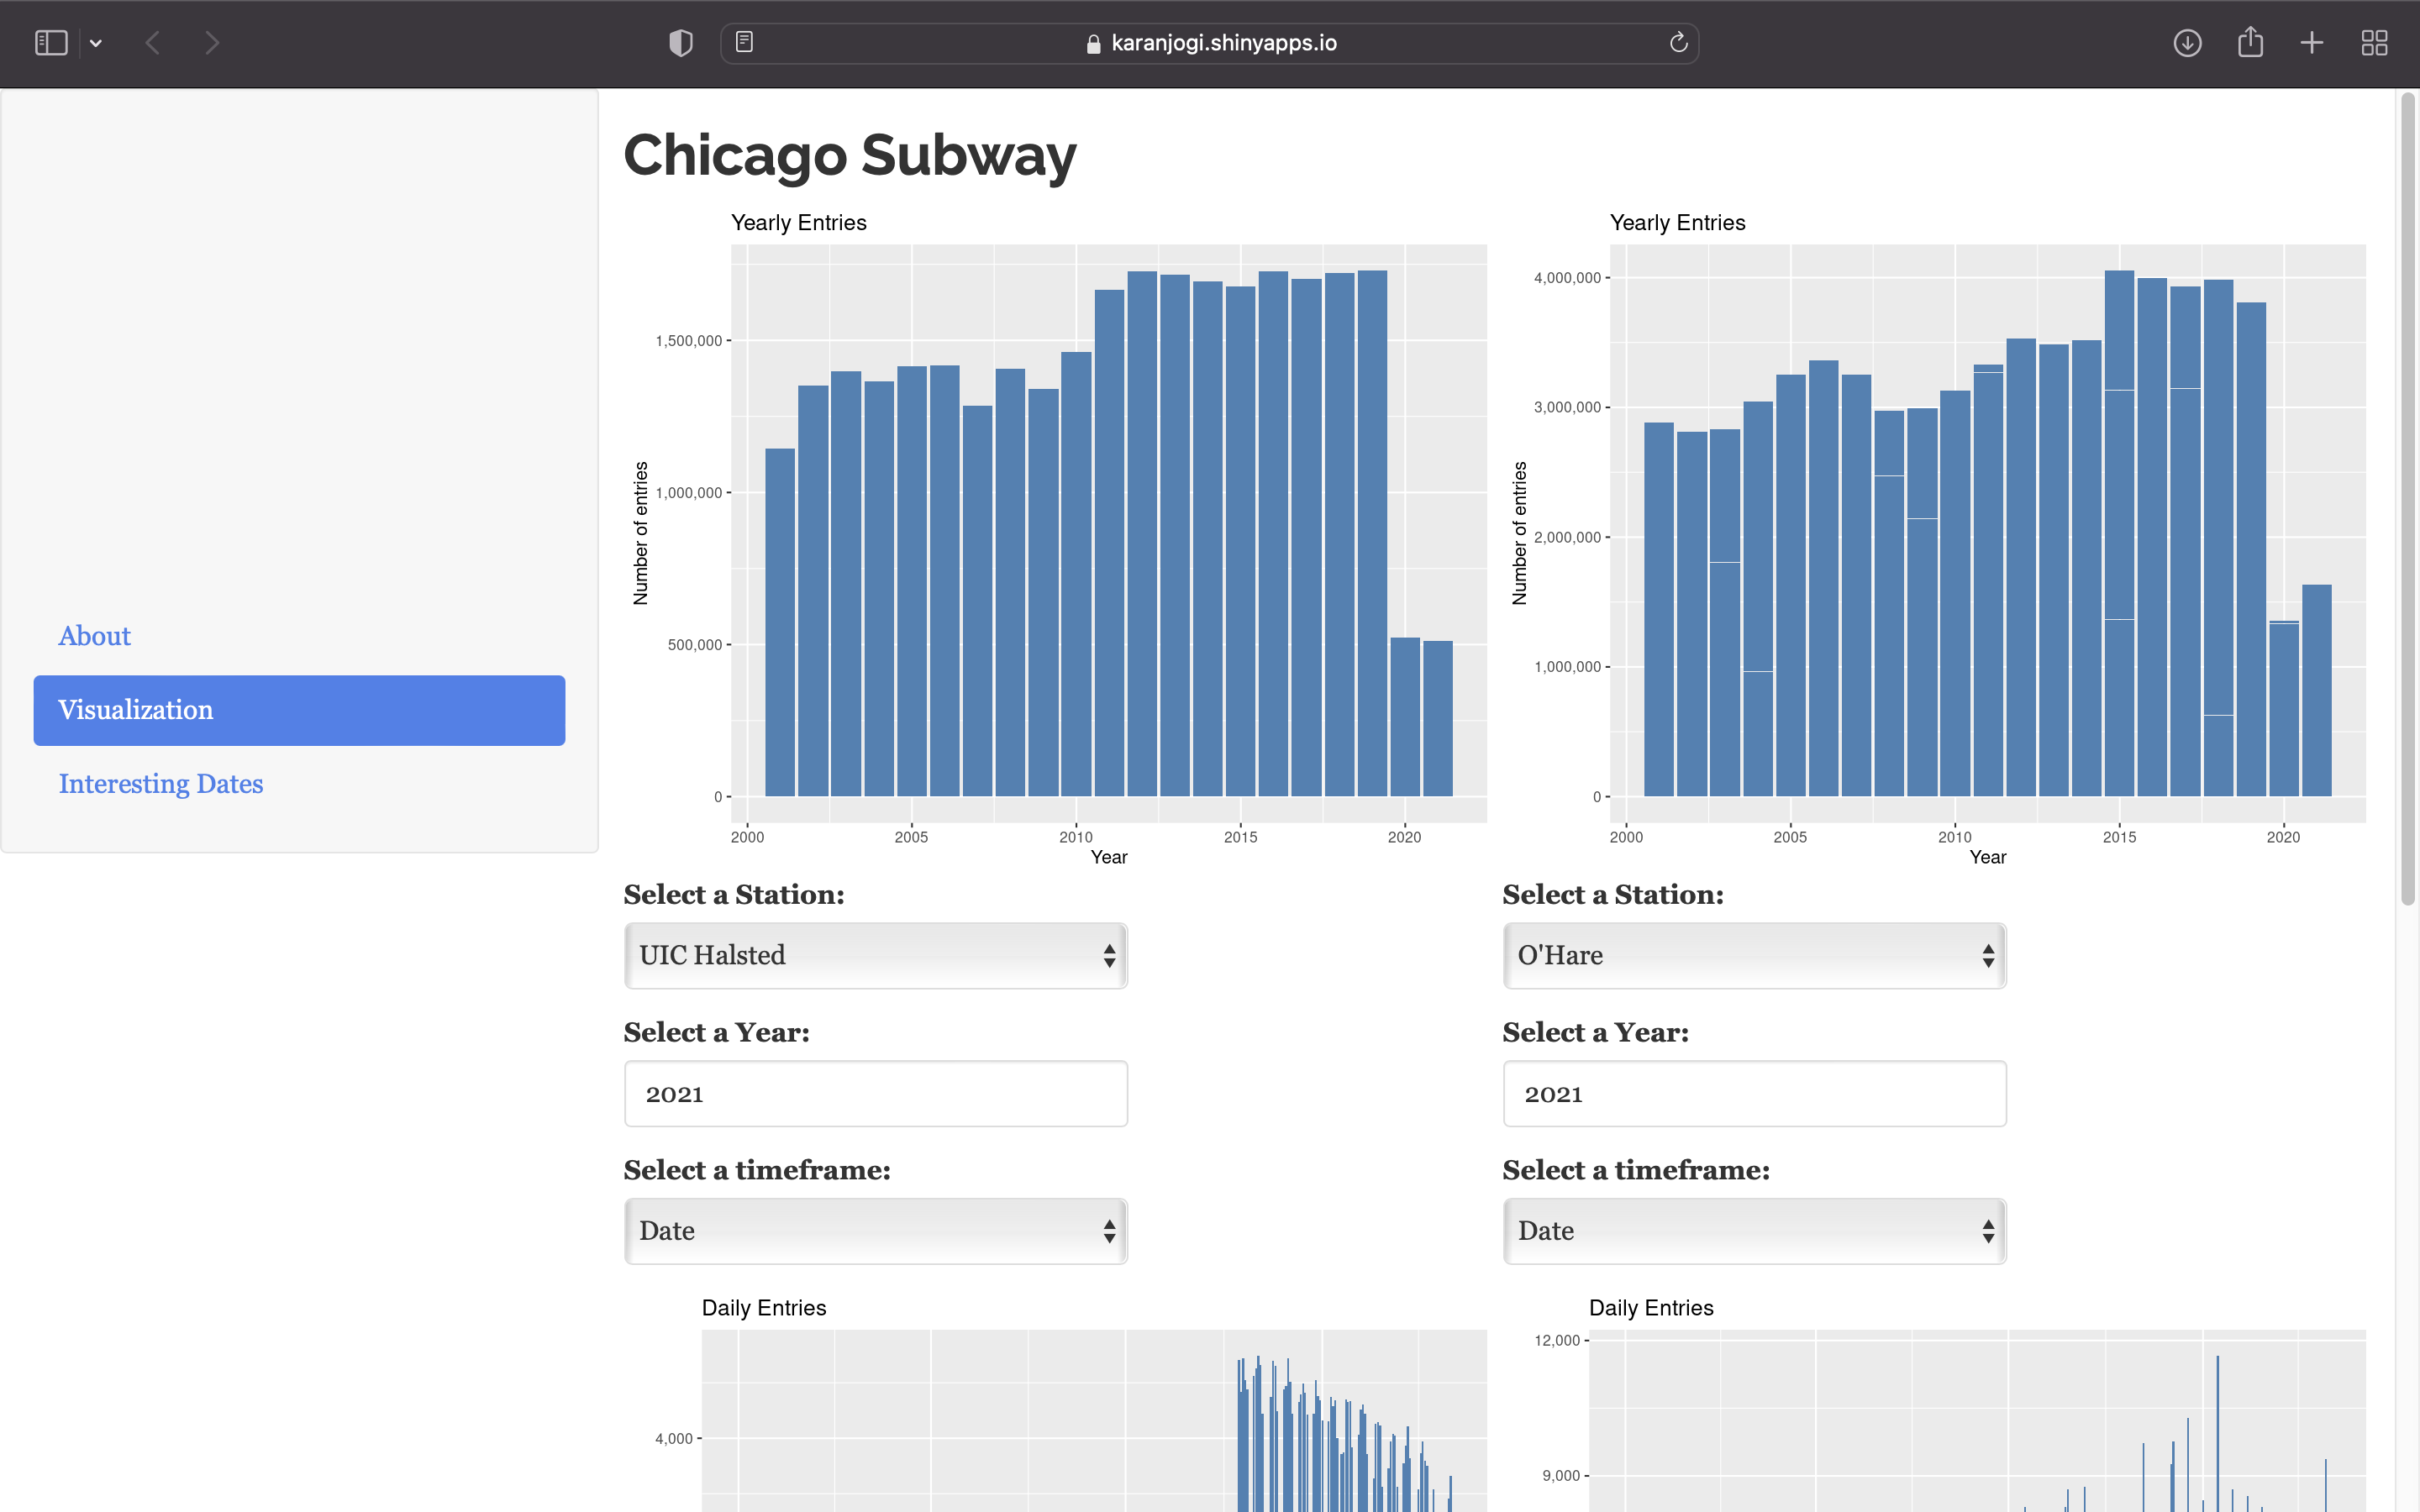 karanjogi.shinyapps.io
About
Visualization
Interesting Dates
Chicago Subway
Yearly Entries
Number of entries
1,500,000
1,000,000
500,000
0
2000 2005 2010 2015 2020
Year
Select a Station:
UIC Halsted
Select a Year:
2021
Select a timeframe:
Date
Daily Entries
4,000
Yearly Entries
Number of entries
4,000,000
3,000,000
2,000,000
1,000,000
0
2000 2005 2010 2015 2020
Year
Select a Station:
O'Hare
Select a Year:
2021
Select a timeframe:
Date
Daily Entries
12,000
9,000